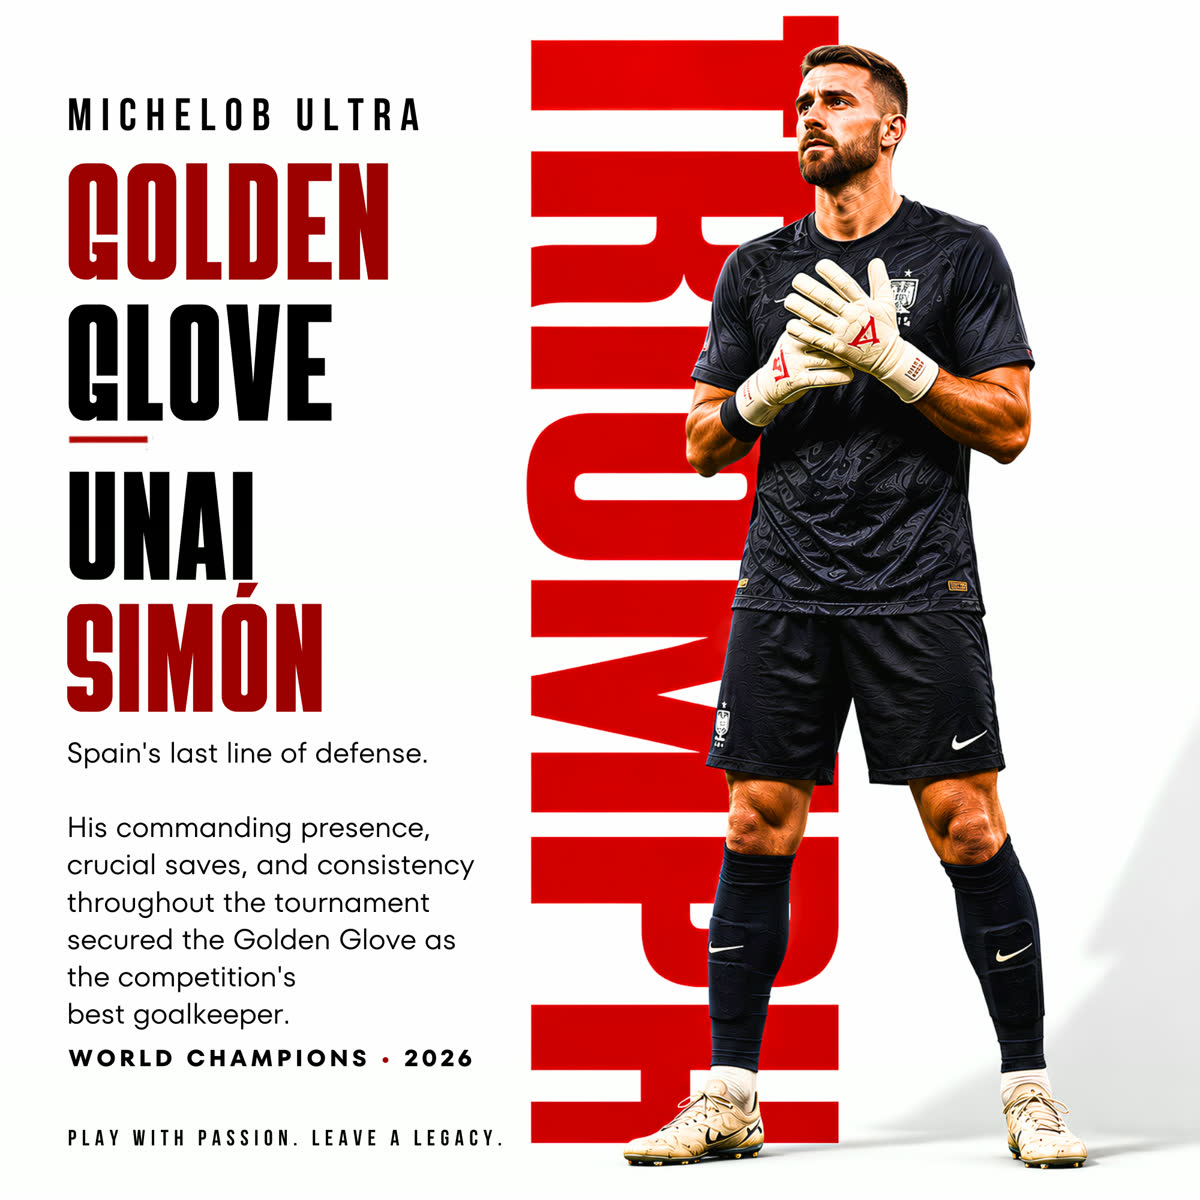 MICHELOB ULTRA
GOLDEN
GLOVE
UNAI
SIMÓN
Spain's last line of defense.
His commanding presence,
crucial saves, and consistency
throughout the tournament
secured the Golden Glove as
the competition's
best goalkeeper.
WORLD CHAMPIONS • 2026
PLAY WITH PASSION. LEAVE A LEGACY.
TRIUMPH